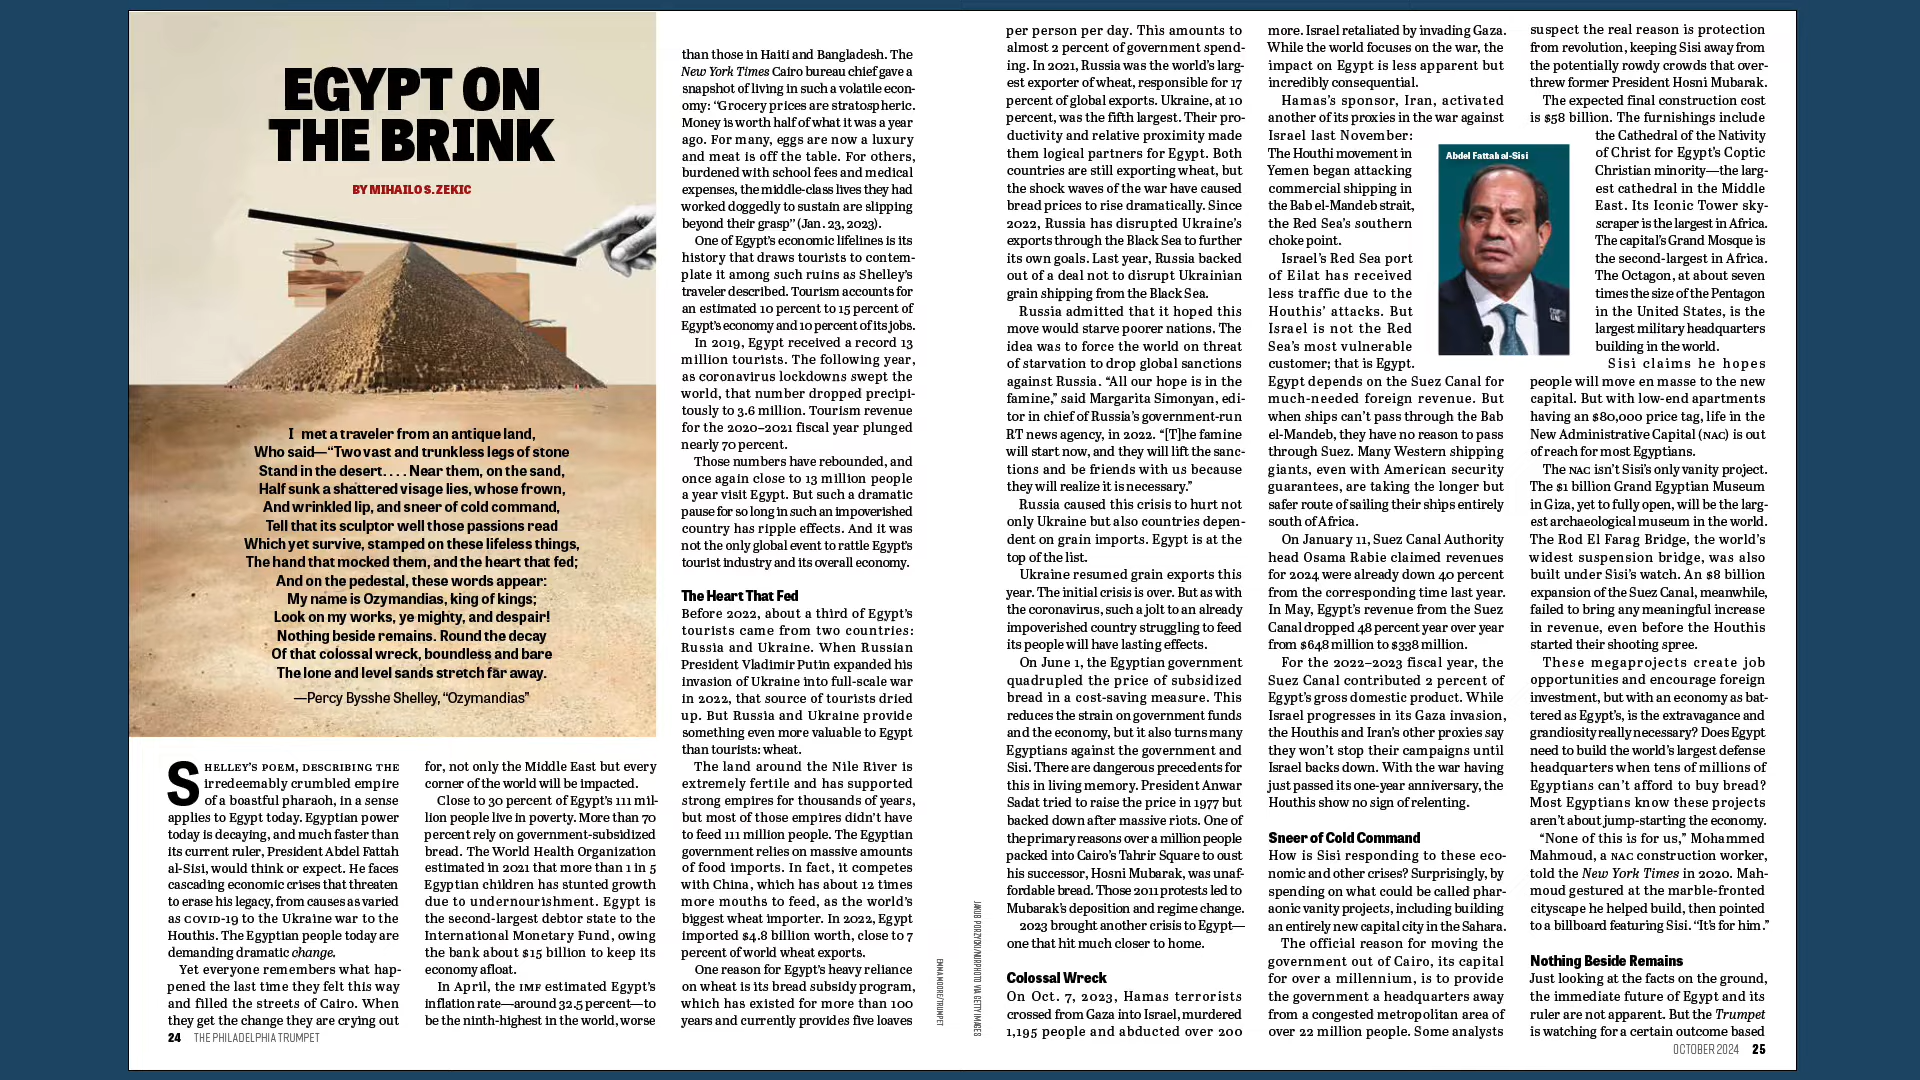 EGYPT ON
THE BRINK
BY MIHAILO S. ZEKIC
I met a traveler from an antique land,
Who said—“Two vast and trunkless legs of stone
Stand in the desert. . . . Near them, on the sand,
Half sunk a shattered visage lies, whose frown,
And wrinkled lip, and sneer of cold command,
Tell that its sculptor well those passions read
Which yet survive, stamped on these lifeless things,
The hand that mocked them, and the heart that fed;
And on the pedestal, these words appear:
My name is Ozymandias, king of kings;
Look on my works, ye mighty, and despair!
Nothing beside remains. Round the decay
Of that colossal wreck, boundless and bare
The lone and level sands stretch far away.
—Percy Bysshe Shelley, “Ozymandias”
SHELLEY’S POEM, DESCRIBING THE
irredeemably crumbled empire
of a boastful pharaoh, in a sense
applies to Egypt today. Egyptian power
today is decaying, and much faster than
its current ruler, President Abdel Fattah
al-Sisi, would think or expect. He faces
cascading economic crises that threaten
to erase his legacy, from causes as varied
as COVID-19 to the Ukraine war to the
Houthis. The Egyptian people today are
demanding dramatic change.
Yet everyone remembers what hap-
pened the last time they felt this way
and filled the streets of Cairo. When
they get the change they are crying out
for, not only the Middle East but every
corner of the world will be impacted.
Close to 30 percent of Egypt’s 111 mil-
lion people live in poverty. More than 70
percent rely on government-subsidized
bread. The World Health Organization
estimated in 2021 that more than 1 in 5
Egyptian children has stunted growth
due to undernourishment. Egypt is
the second-largest debtor state to the
International Monetary Fund, owing
the bank about $15 billion to keep its
economy afloat.
In April, the IMF estimated Egypt’s
inflation rate—around 32.5 percent—to
be the ninth-highest in the world, worse
than those in Haiti and Bangladesh. The
New York Times Cairo bureau chief gave a
snapshot of living in such a volatile econ-
omy: “Grocery prices are stratospheric.
Money is worth half of what it was a year
ago. For many, eggs are now a luxury
and meat is off the table. For others,
burdened with school fees and medical
expenses, the middle-class lives they had
worked doggedly to sustain are slipping
beyond their grasp” (Jan. 23, 2023).
One of Egypt’s economic lifelines is its
history that draws tourists to contem-
plate it among such ruins as Shelley’s
traveler described. Tourism accounts for
an estimated 10 percent to 15 percent of
Egypt’s economy and 10 percent of its jobs.
In 2019, Egypt received a record 13
million tourists. The following year,
as coronavirus lockdowns swept the
world, that number dropped precipi-
tously to 3.6 million. Tourism revenue
for the 2020–2021 fiscal year plunged
nearly 70 percent.
Those numbers have rebounded, and
once again close to 13 million people
a year visit Egypt. But such a dramatic
pause for so long in such an impoverished
country has ripple effects. And it was
not the only global event to rattle Egypt’s
tourist industry and its overall economy.
The Heart That Fed
Before 2022, about a third of Egypt’s
tourists came from two countries:
Russia and Ukraine. When Russian
President Vladimir Putin expanded his
invasion of Ukraine into full-scale war
in 2022, that source of tourists dried
up. But Russia and Ukraine provide
something even more valuable to Egypt
than tourists: wheat.
The land around the Nile River is
extremely fertile and has supported
strong empires for thousands of years,
but most of those empires didn’t have
to feed 111 million people. The Egyptian
government relies on massive amounts
of food imports. In fact, it competes
with China, which has about 12 times
more mouths to feed, as the world’s
biggest wheat importer. In 2022, Egypt
imported $4.8 billion worth, close to 7
percent of world wheat exports.
One reason for Egypt’s heavy reliance
on wheat is its bread subsidy program,
which has existed for more than 100
years and currently provides five loaves
EMMA MOORE/TRUMPET
24 THE PHILADELPHIA TRUMPET
JAKUB PORZYCKI/NURPHOTO VIA GETTY IMAGES
per person per day. This amounts to
almost 2 percent of government spend-
ing. In 2021, Russia was the world’s larg-
est exporter of wheat, responsible for 17
percent of global exports. Ukraine, at 10
percent, was the fifth largest. Their pro-
ductivity and relative proximity made
them logical partners for Egypt. Both
countries are still exporting wheat, but
the shock waves of the war have caused
bread prices to rise dramatically. Since
2022, Russia has disrupted Ukraine’s
exports through the Black Sea to further
its own goals. Last year, Russia backed
out of a deal not to disrupt Ukrainian
grain shipping from the Black Sea.
Russia admitted that it hoped this
move would starve poorer nations. The
idea was to force the world on threat
of starvation to drop global sanctions
against Russia. “All our hope is in the
famine,” said Margarita Simonyan, edi-
tor in chief of Russia’s government-run
RT news agency, in 2022. “[T]he famine
will start now, and they will lift the sanc-
tions and be friends with us because
they will realize it is necessary.”
Russia caused this crisis to hurt not
only Ukraine but also countries depen-
dent on grain imports. Egypt is at the
top of the list.
Ukraine resumed grain exports this
year. The initial crisis is over. But as with
the coronavirus, such a jolt to an already
impoverished country struggling to feed
its people will have lasting effects.
On June 1, the Egyptian government
quadrupled the price of subsidized
bread in a cost-saving measure. This
reduces the strain on government funds
and the economy, but it also turns many
Egyptians against the government and
Sisi. There are dangerous precedents for
this in living memory. President Anwar
Sadat tried to raise the price in 1977 but
backed down after massive riots. One of
the primary reasons over a million people
packed into Cairo’s Tahrir Square to oust
his successor, Hosni Mubarak, was unaf-
fordable bread. Those 2011 protests led to
Mubarak’s deposition and regime change.
2023 brought another crisis to Egypt—
one that hit much closer to home.
Colossal Wreck
On Oct. 7, 2023, Hamas terrorists
crossed from Gaza into Israel, murdered
1,195 people and abducted over 200
more. Israel retaliated by invading Gaza.
While the world focuses on the war, the
impact on Egypt is less apparent but
incredibly consequential.
Hamas’s sponsor, Iran, activated
another of its proxies in the war against
Israel last November:
The Houthi movement in
Yemen began attacking
commercial shipping in
the Bab el-Mandeb strait,
the Red Sea’s southern
choke point.
Israel’s Red Sea port
of Eilat has received
less traffic due to the
Houthis’ attacks. But
Israel is not the Red
Sea’s most vulnerable
customer; that is Egypt.
Egypt depends on the Suez Canal for
much-needed foreign revenue. But
when ships can’t pass through the Bab
el-Mandeb, they have no reason to pass
through Suez. Many Western shipping
giants, even with American security
guarantees, are taking the longer but
safer route of sailing their ships entirely
south of Africa.
On January 11, Suez Canal Authority
head Osama Rabie claimed revenues
for 2024 were already down 40 percent
from the corresponding time last year.
In May, Egypt’s revenue from the Suez
Canal dropped 48 percent year over year
from $648 million to $338 million.
For the 2022–2023 fiscal year, the
Suez Canal contributed 2 percent of
Egypt’s gross domestic product. While
Israel progresses in its Gaza invasion,
the Houthis and Iran’s other proxies say
they won’t stop their campaigns until
Israel backs down. With the war having
just passed its one-year anniversary, the
Houthis show no sign of relenting.
Sneer of Cold Command
How is Sisi responding to these eco-
nomic and other crises? Surprisingly, by
spending on what could be called phar-
aonic vanity projects, including building
an entirely new capital city in the Sahara.
The official reason for moving the
government out of Cairo, its capital
for over a millennium, is to provide
the government a headquarters away
from a congested metropolitan area of
over 22 million people. Some analysts
Abdel Fattah al-Sisi
suspect the real reason is protection
from revolution, keeping Sisi away from
the potentially rowdy crowds that over-
threw former President Hosni Mubarak.
The expected final construction cost
is $58 billion. The furnishings include
the Cathedral of the Nativity
of Christ for Egypt’s Coptic
Christian minority—the larg-
est cathedral in the Middle
East. Its Iconic Tower sky-
scraper is the largest in Africa.
The capital’s Grand Mosque is
the second-largest in Africa.
The Octagon, at about seven
times the size of the Pentagon
in the United States, is the
largest military headquarters
building in the world.
Sisi claims he hopes
people will move en masse to the new
capital. But with low-end apartments
having an $80,000 price tag, life in the
New Administrative Capital (NAC) is out
of reach for most Egyptians.
The NAC isn’t Sisi’s only vanity project.
The $1 billion Grand Egyptian Museum
in Giza, yet to fully open, will be the larg-
est archaeological museum in the world.
The Rod El Farag Bridge, the world’s
widest suspension bridge, was also
built under Sisi’s watch. An $8 billion
expansion of the Suez Canal, meanwhile,
failed to bring any meaningful increase
in revenue, even before the Houthis
started their shooting spree.
These megaprojects create job
opportunities and encourage foreign
investment, but with an economy as bat-
tered as Egypt’s, is the extravagance and
grandiosity really necessary? Does Egypt
need to build the world’s largest defense
headquarters when tens of millions of
Egyptians can’t afford to buy bread?
Most Egyptians know these projects
aren’t about jump-starting the economy.
“None of this is for us,” Mohammed
Mahmoud, a NAC construction worker,
told the New York Times in 2020. Mah-
moud gestured at the marble-fronted
cityscape he helped build, then pointed
to a billboard featuring Sisi. “It’s for him.”
Nothing Beside Remains
Just looking at the facts on the ground,
the immediate future of Egypt and its
ruler are not apparent. But the Trumpet
is watching for a certain outcome based
OCTOBER 2024 25